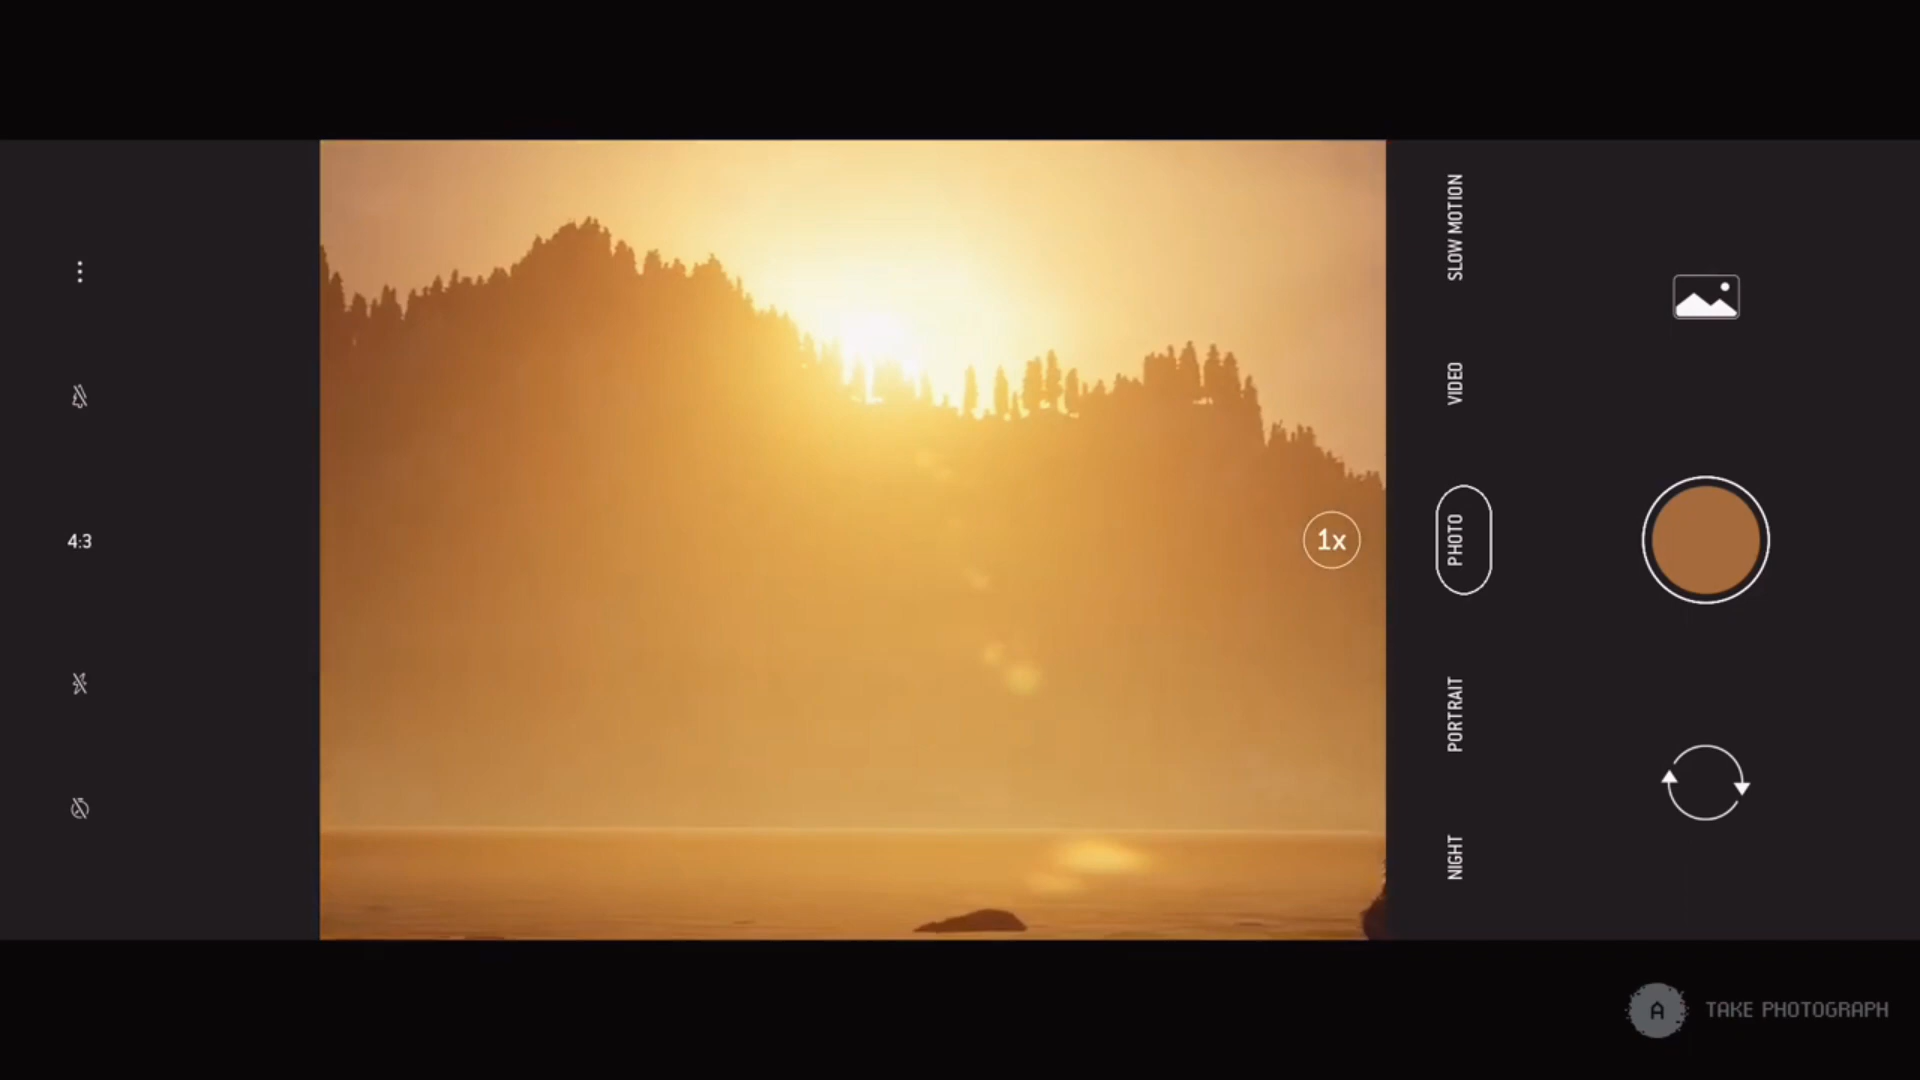 4:3
1x
SLOW MOTION
VIDEO
PHOTO
PORTRAIT
NIGHT
A TAKE PHOTOGRAPH